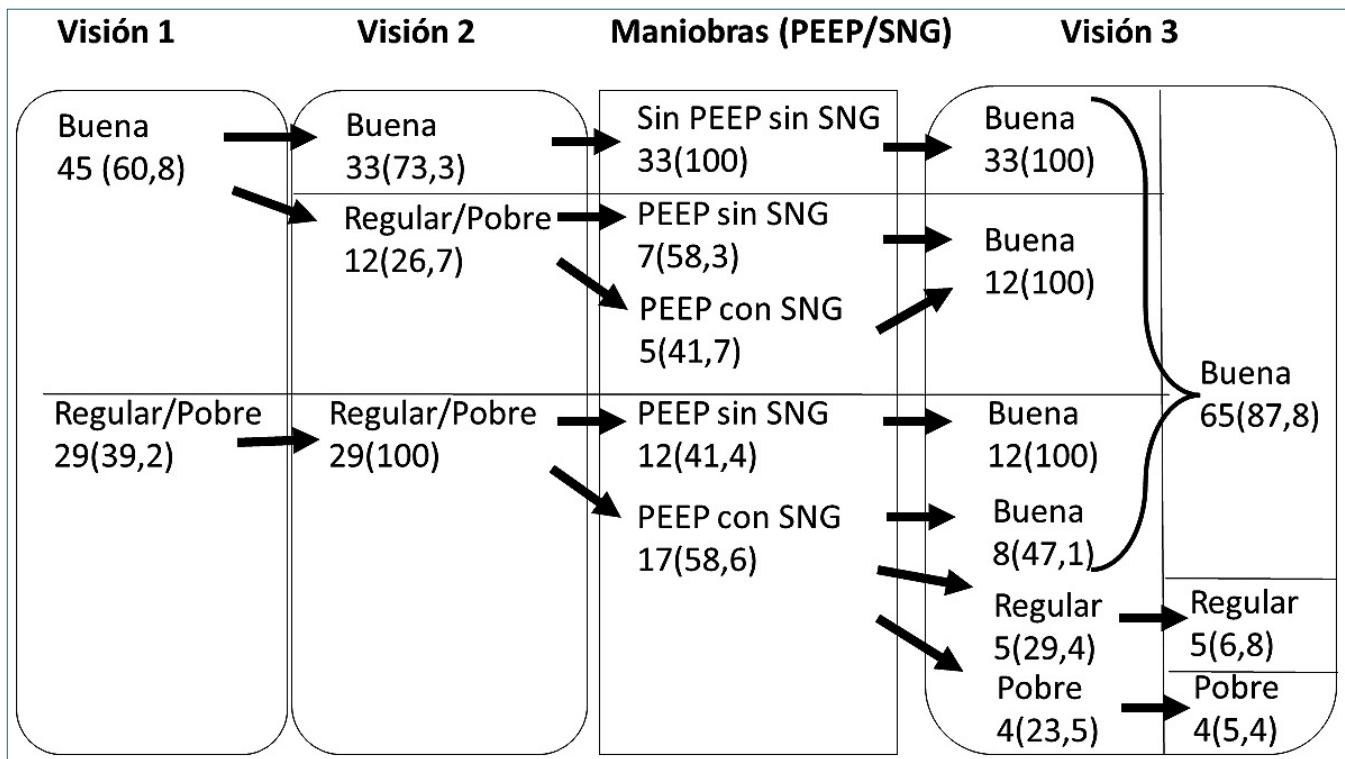 Visión 1
Visión 2
Maniobras (PEEP/SNG)
Visión 3
Buena
45 (60,8)
Buena
33(73,3)
Sin PEEP sin SNG
33(100)
Buena
33(100)
Regular/Pobre
12(26,7)
PEEP sin SNG
7(58,3)
PEEP con SNG
5(41,7)
Buena
12(100)
Regular/Pobre
29(39,2)
Regular/Pobre
29(100)
PEEP sin SNG
12(41,4)
PEEP con SNG
17(58,6)
Buena
12(100)
Buena
8(47,1)
Regular
5(29,4)
Pobre
4(23,5)
Buena
65(87,8)
Regular
5(6,8)
Pobre
4(5,4)